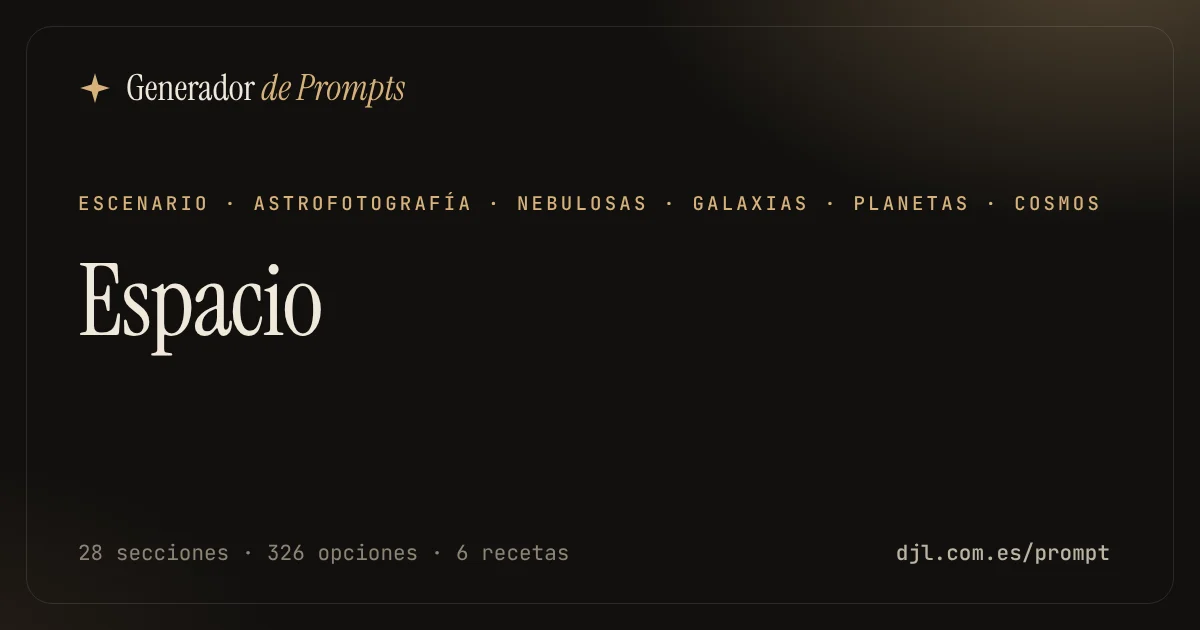 Generador de Prompts
ESCENARIO · ASTROFOTOGRAFÍA · NEBULOSAS · GALAXIAS · PLANETAS · COSMOS
Espacio
28 secciones · 326 opciones · 6 recetas
djl.com.es/prompt